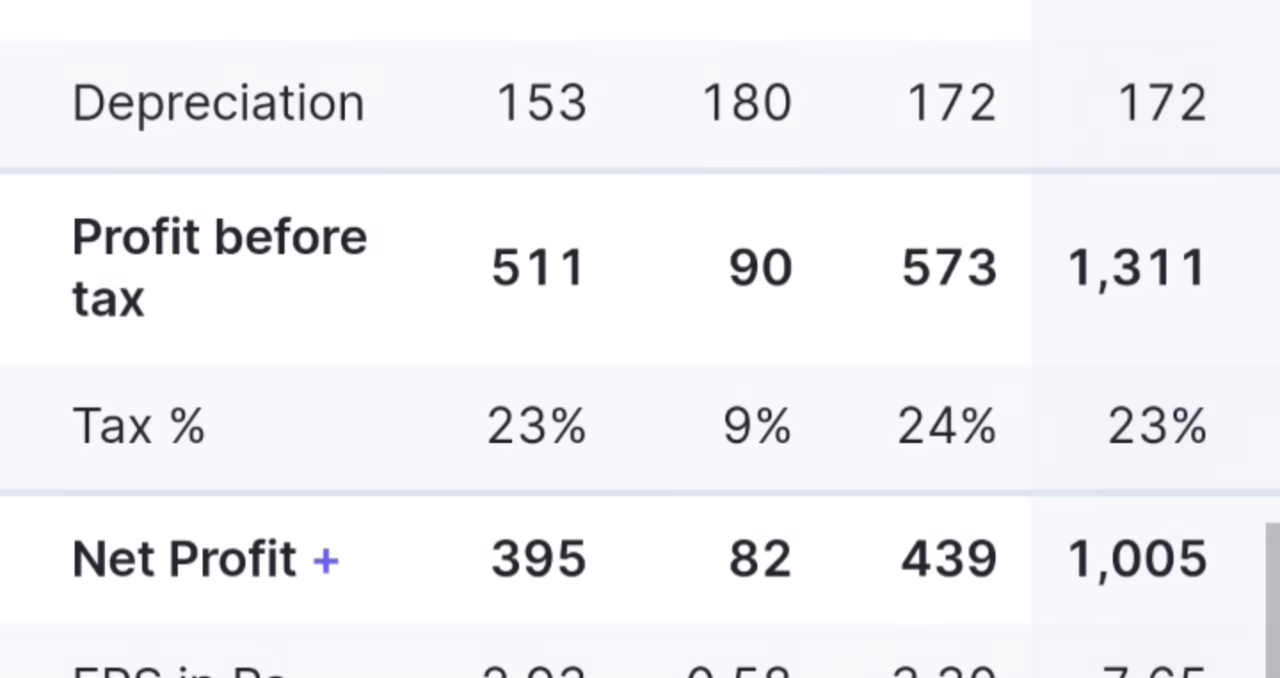 Depreciation 153 180 172 172
Profit before
tax 511 90 573 1,311
Tax % 23% 9% 24% 23%
Net Profit + 395 82 439 1,005